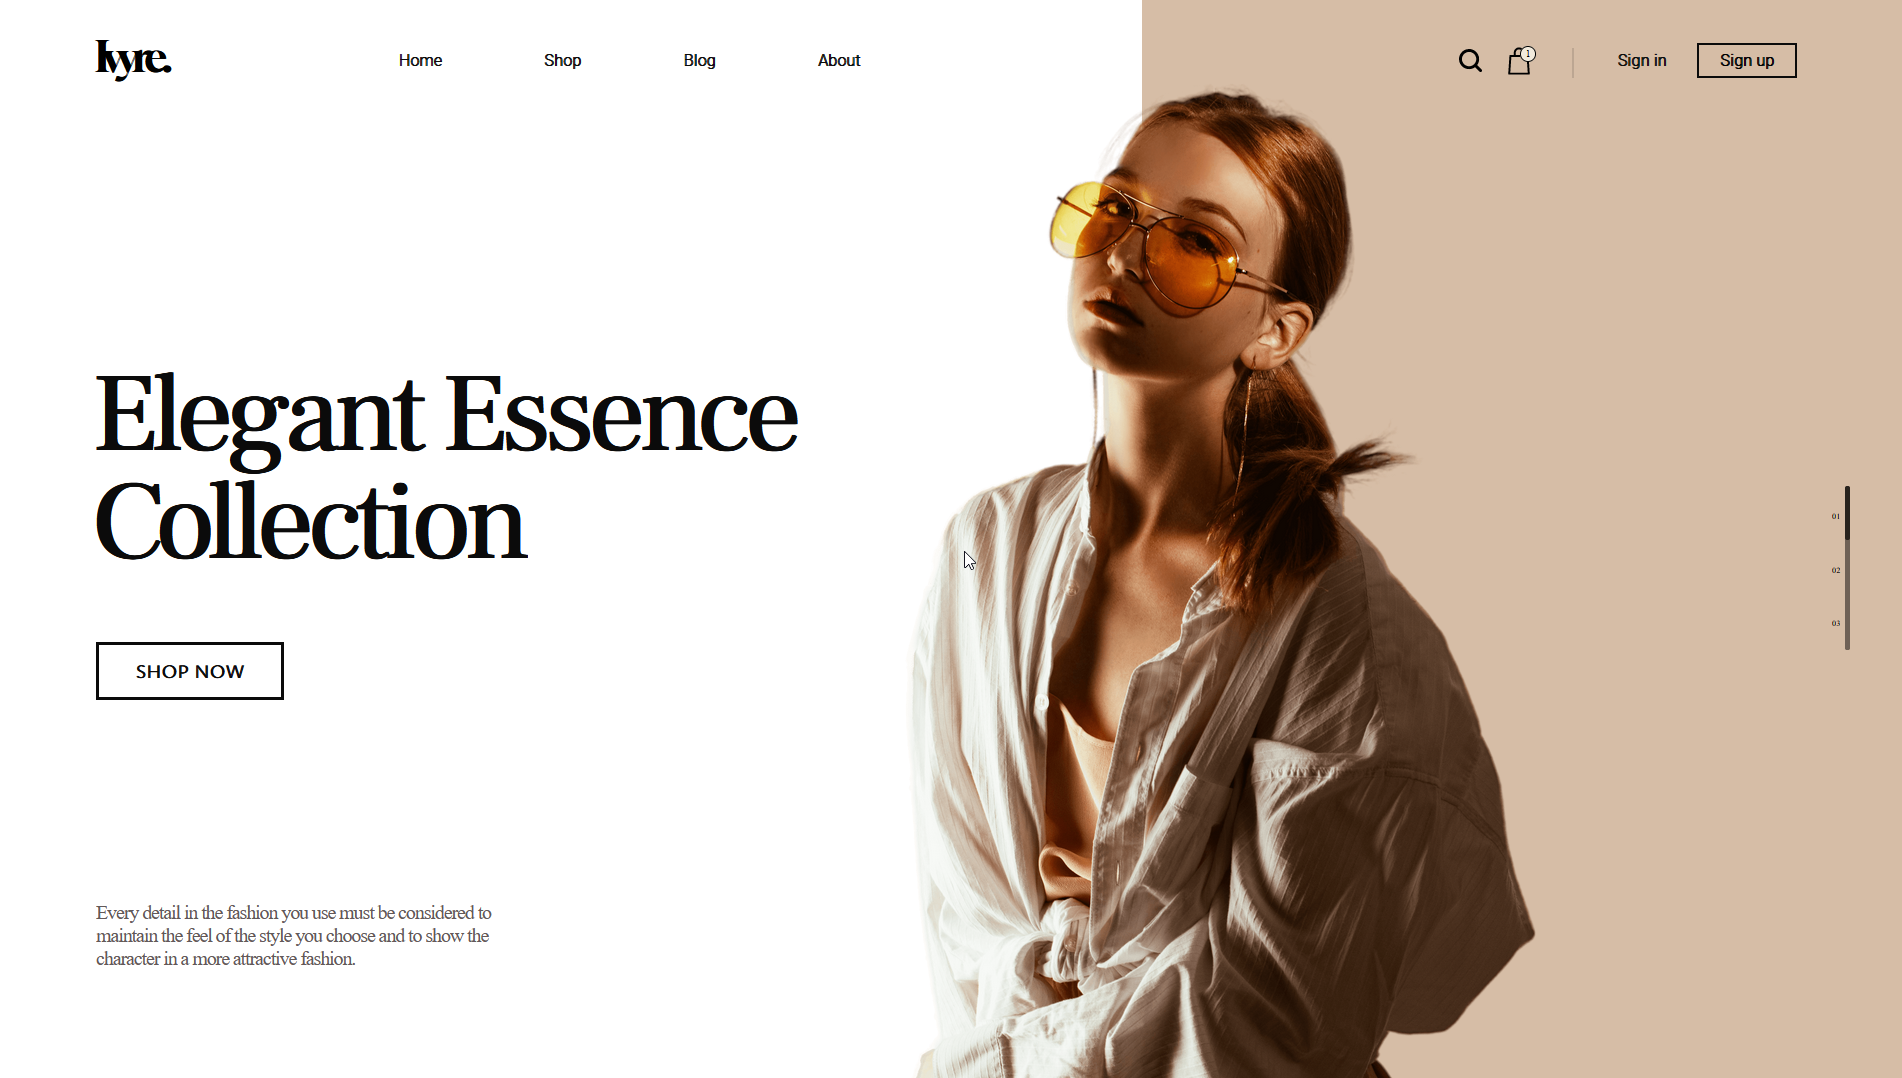 Ivyre.
Home
Shop
Blog
About
1
Sign in
Sign up
Elegant Essence
Collection
SHOP NOW
01
02
03
Every detail in the fashion you use must be considered to
maintain the feel of the style you choose and to show the
character in a more attractive fashion.